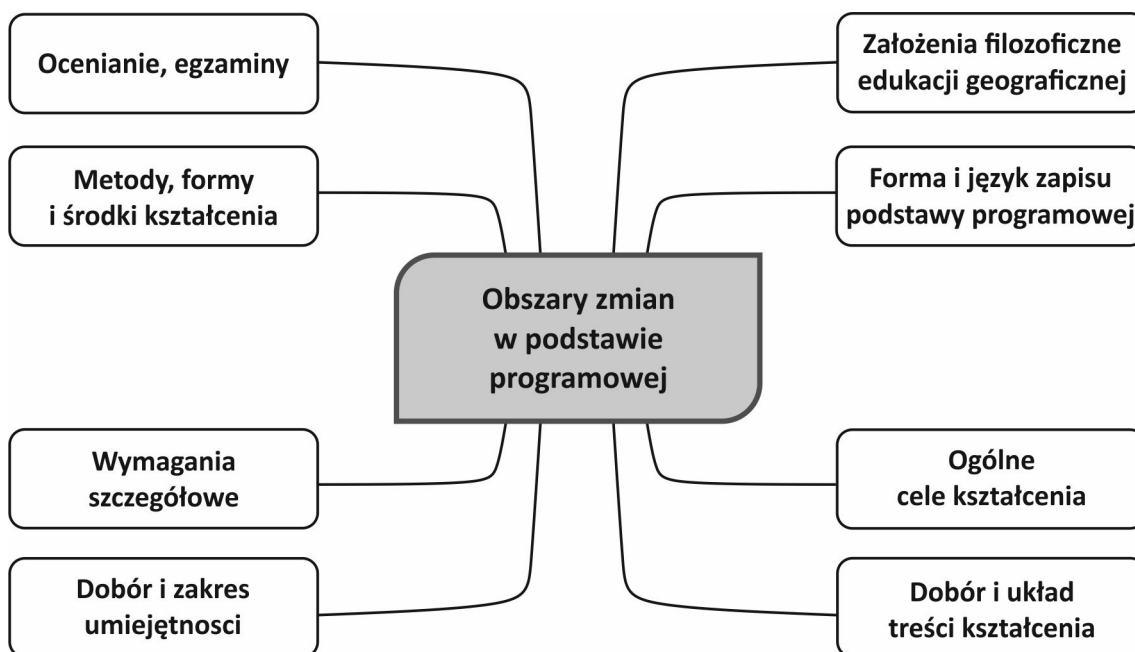 Ocenianie, egzaminy
Założenia filozoficzne
edukacji geograficznej
Metody, formy
i środki kształcenia
Forma i język zapisu
podstawy programowej
Obszary zmian
w podstawie
programowej
Wymagania
szczegółowe
Ogólne
cele kształcenia
Dobór i zakres
umiejętnosci
Dobór i układ
treści kształcenia